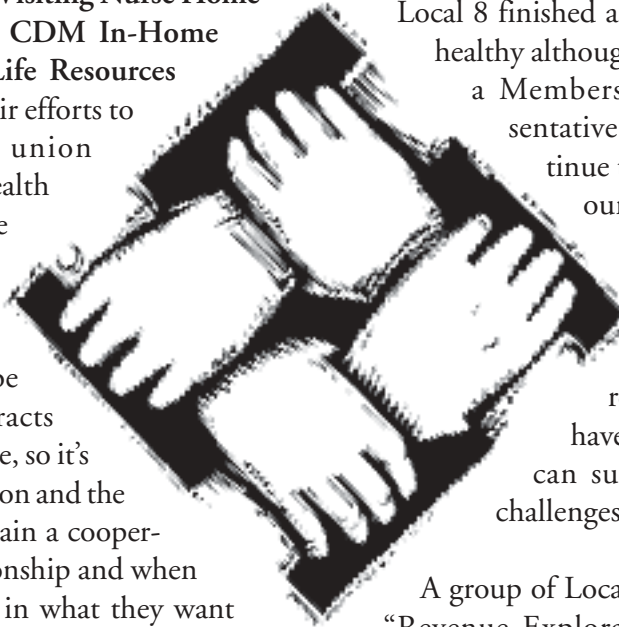 Visiting Nurse Home
CDM In-Home
Life Resources
ir efforts to
union
ealth
e
be
racts
e, so it’s
on and the
ain a cooper-
onship and when
in what they want
Local 8 finished a
healthy althoug
a Members
sentative
tinue
our
r
have
can su
challenges
A group of Loca
“Revenue Explor